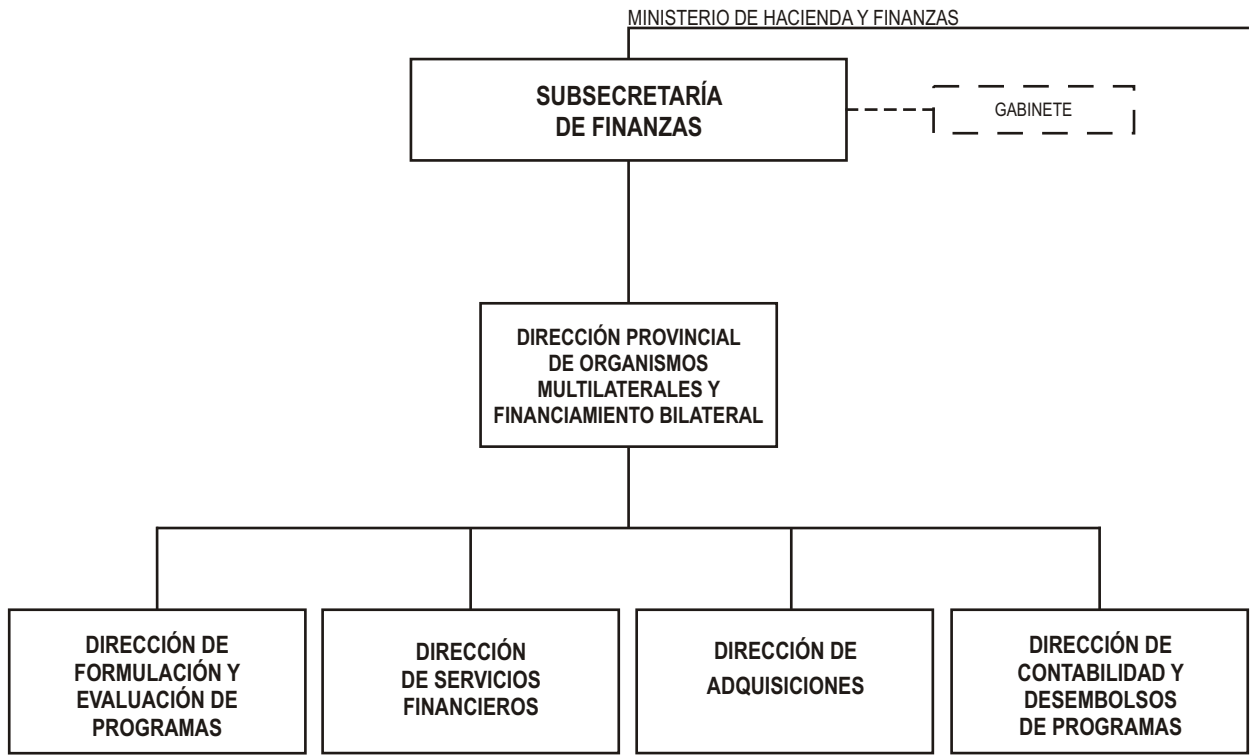 MINISTERIO DE HACIENDA Y FINANZAS
SUBSECRETARÍA
DE FINANZAS
GABINETE
DIRECCIÓN PROVINCIAL
DE ORGANISMOS
MULTILATERALES Y
FINANCIAMIENTO BILATERAL
DIRECCIÓN DE
FORMULACIÓN Y
EVALUACIÓN DE
PROGRAMAS
DIRECCIÓN
DE SERVICIOS
FINANCIEROS
DIRECCIÓN DE
ADQUISICIONES
DIRECCIÓN DE
CONTABILIDAD Y
DESEMBOLSOS
DE PROGRAMAS